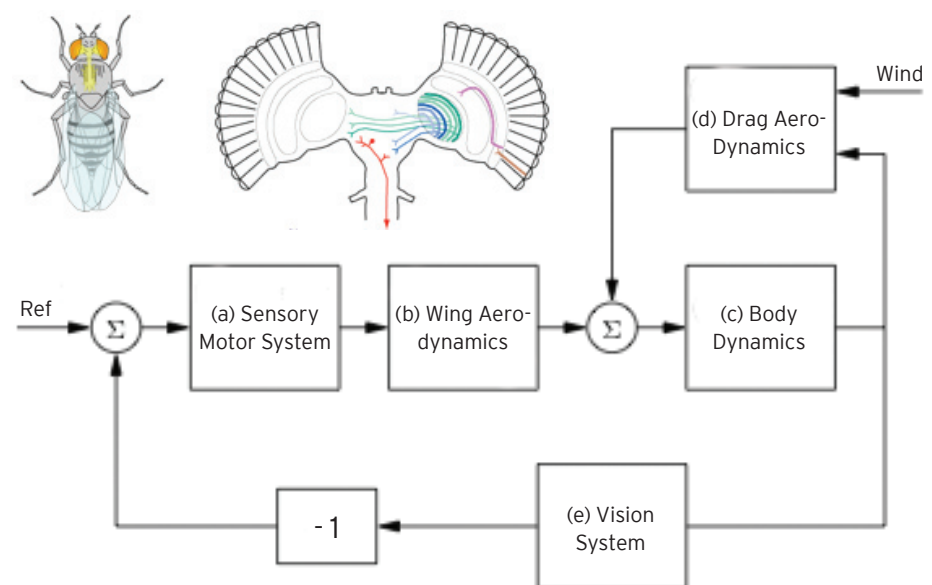 Wind
(d) Drag Aero-
Dynamics
Ref
Σ
(a) Sensory
Motor System
(b) Wing Aero-
dynamics
Σ
(c) Body
Dynamics
-1
(e) Vision
System